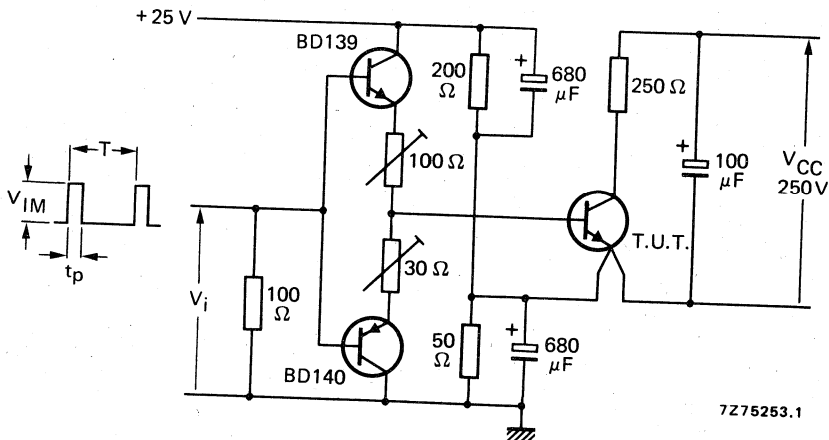 + 25 V
BD139
200
Ω
+
680
μF
250 Ω
T
V_IM
t_p
100 Ω
+
100
μF
V_CC
250 V
T.U.T.
30 Ω
V_i
100
Ω
BD140
50
Ω
+
680
μF
7Z75253.1